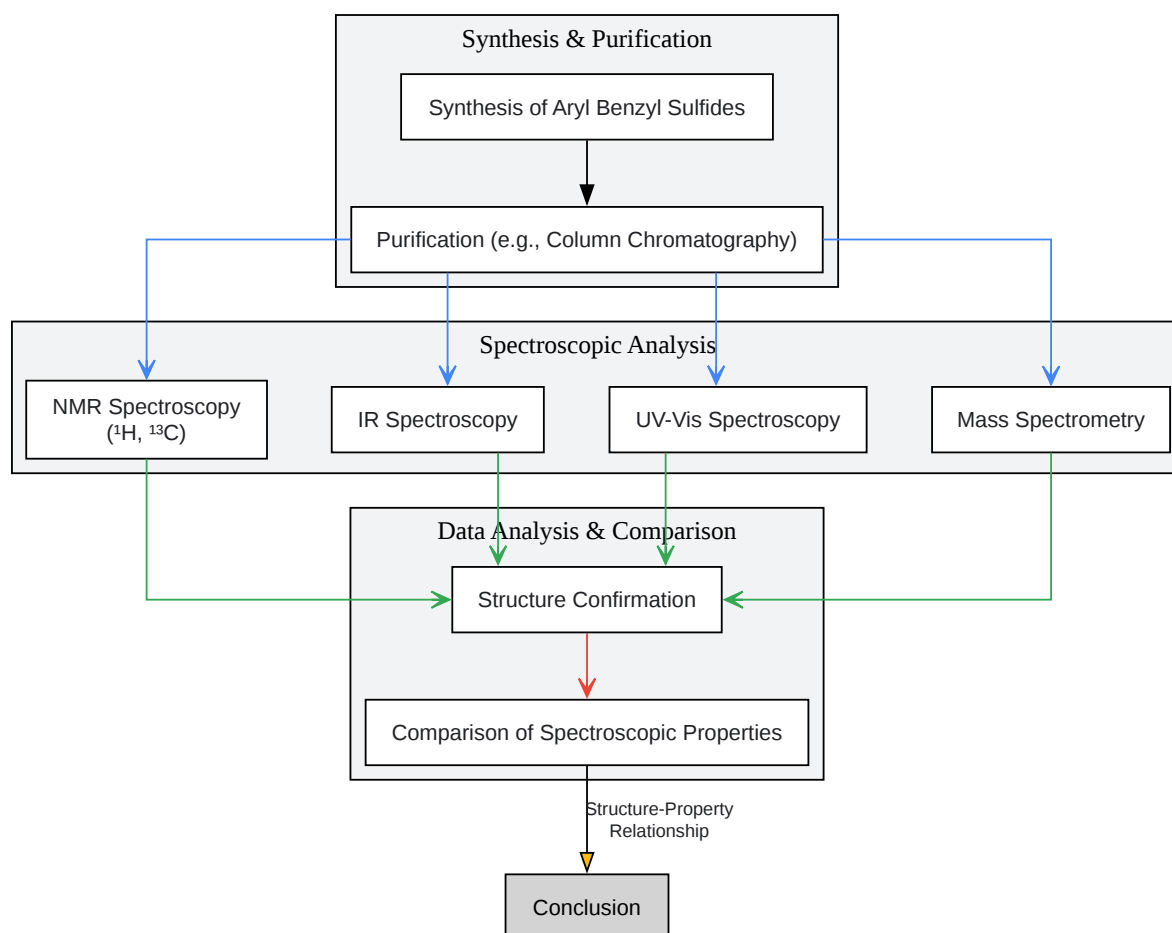 Synthesis & Purification
Synthesis of Aryl Benzyl Sulfides
Purification (e.g., Column Chromatography)
Spectroscopic Analysis
NMR Spectroscopy
(¹H, ¹³C)
IR Spectroscopy
UV-Vis Spectroscopy
Mass Spectrometry
Data Analysis & Comparison
Structure Confirmation
Comparison of Spectroscopic Properties
Structure-Property
Relationship
Conclusion